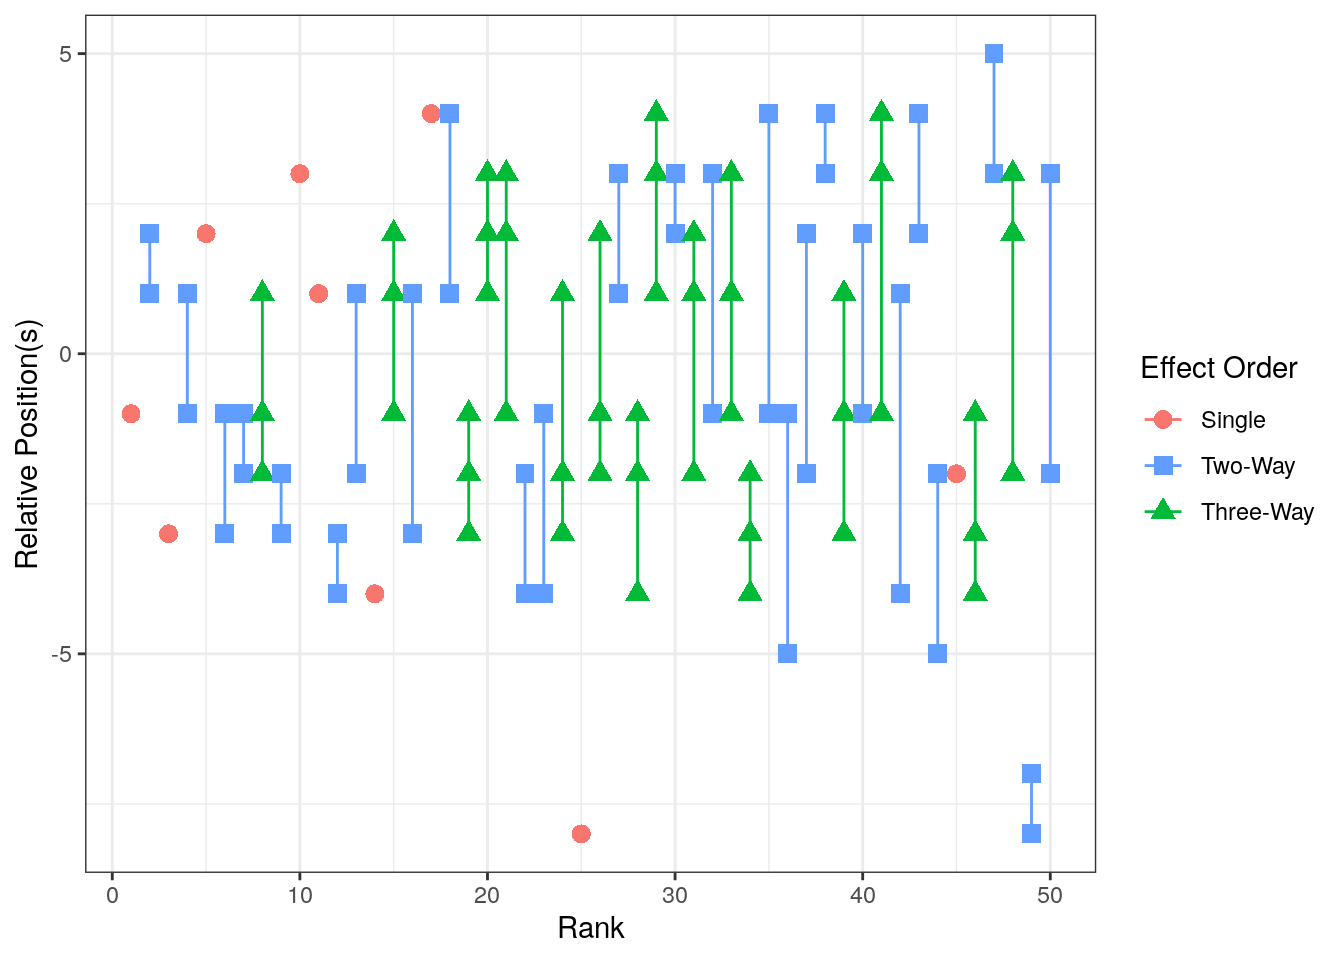 5
0
-5
Relative Position(s)
0 10 20 30 40 50
Rank
Effect Order
Single
Two-Way
Three-Way